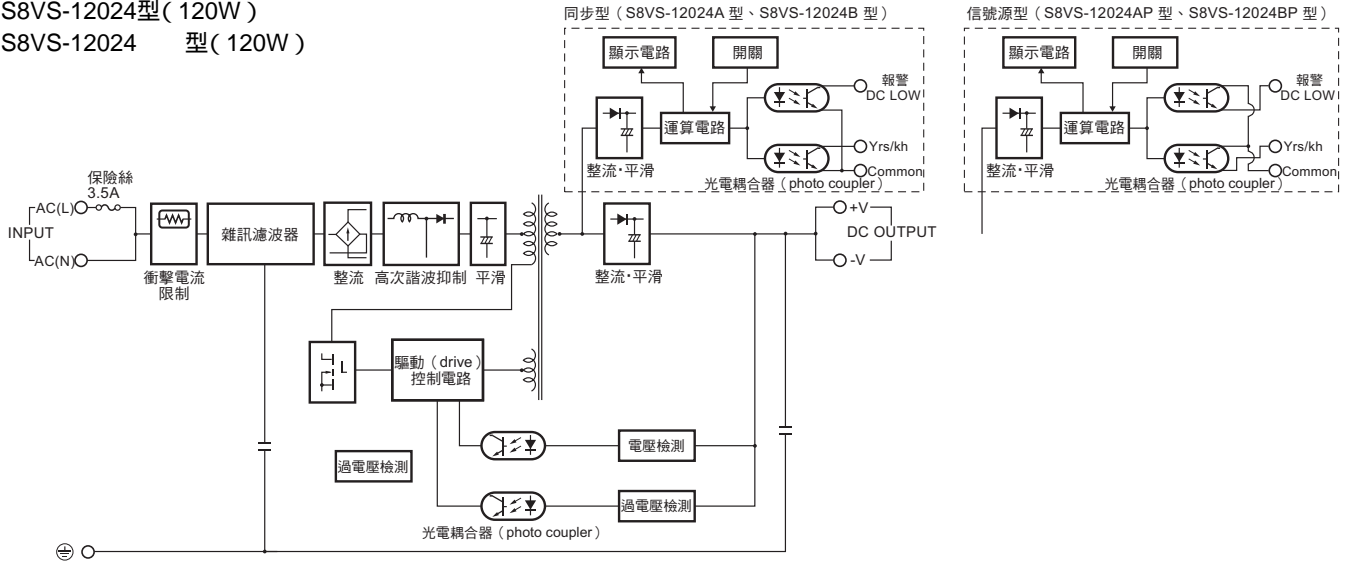 S8VS-12024型(120W)
S8VS-12024 型(120W)
同步型(S8VS-12024A 型、S8VS-12024B 型)
顯示電路
開關
報警
DC LOW
運算電路
Yrs/kh
Common
整流·平滑
光電耦合器(photo coupler)
信號源型(S8VS-12024AP 型、S8VS-12024BP 型)
顯示電路
開關
報警
DC LOW
運算電路
Yrs/kh
Common
整流·平滑
光電耦合器(photo coupler)
保險絲
3.5A
AC(L)
INPUT
AC(N)
衝擊電流
限制
雜訊濾波器
整流
高次諧波抑制
平滑
整流·平滑
+V
DC OUTPUT
-V
驅動(drive)
控制電路
電壓檢測
過電壓檢測
過電壓檢測
光電耦合器(photo coupler)